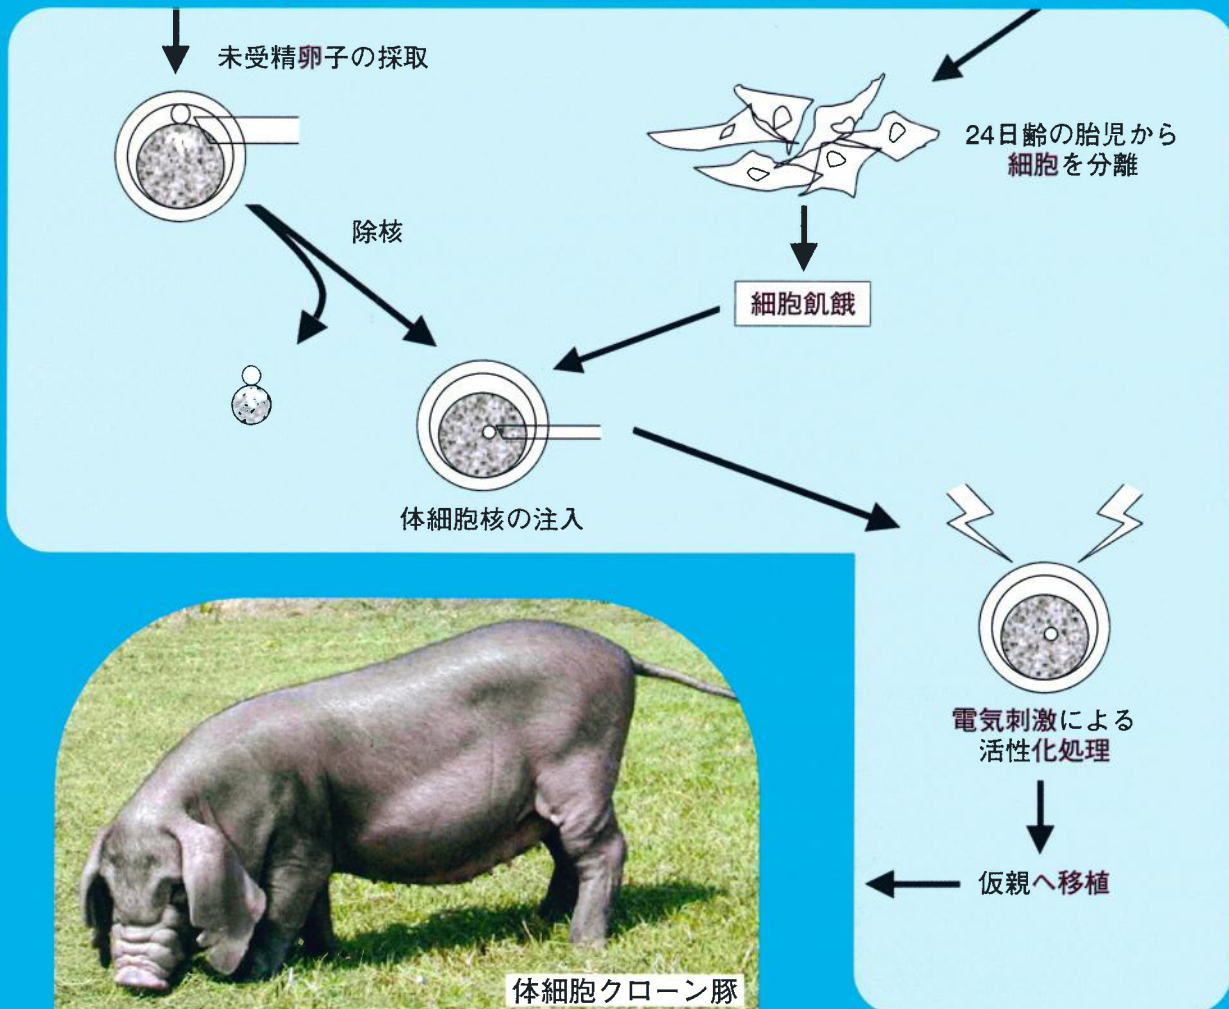 未受精卵子の採取
24日齢の胎児から
細胞を分離
除核
細胞飢餓
体細胞核の注入
電気刺激による
活性化処理
仮親へ移植
体細胞クローン豚